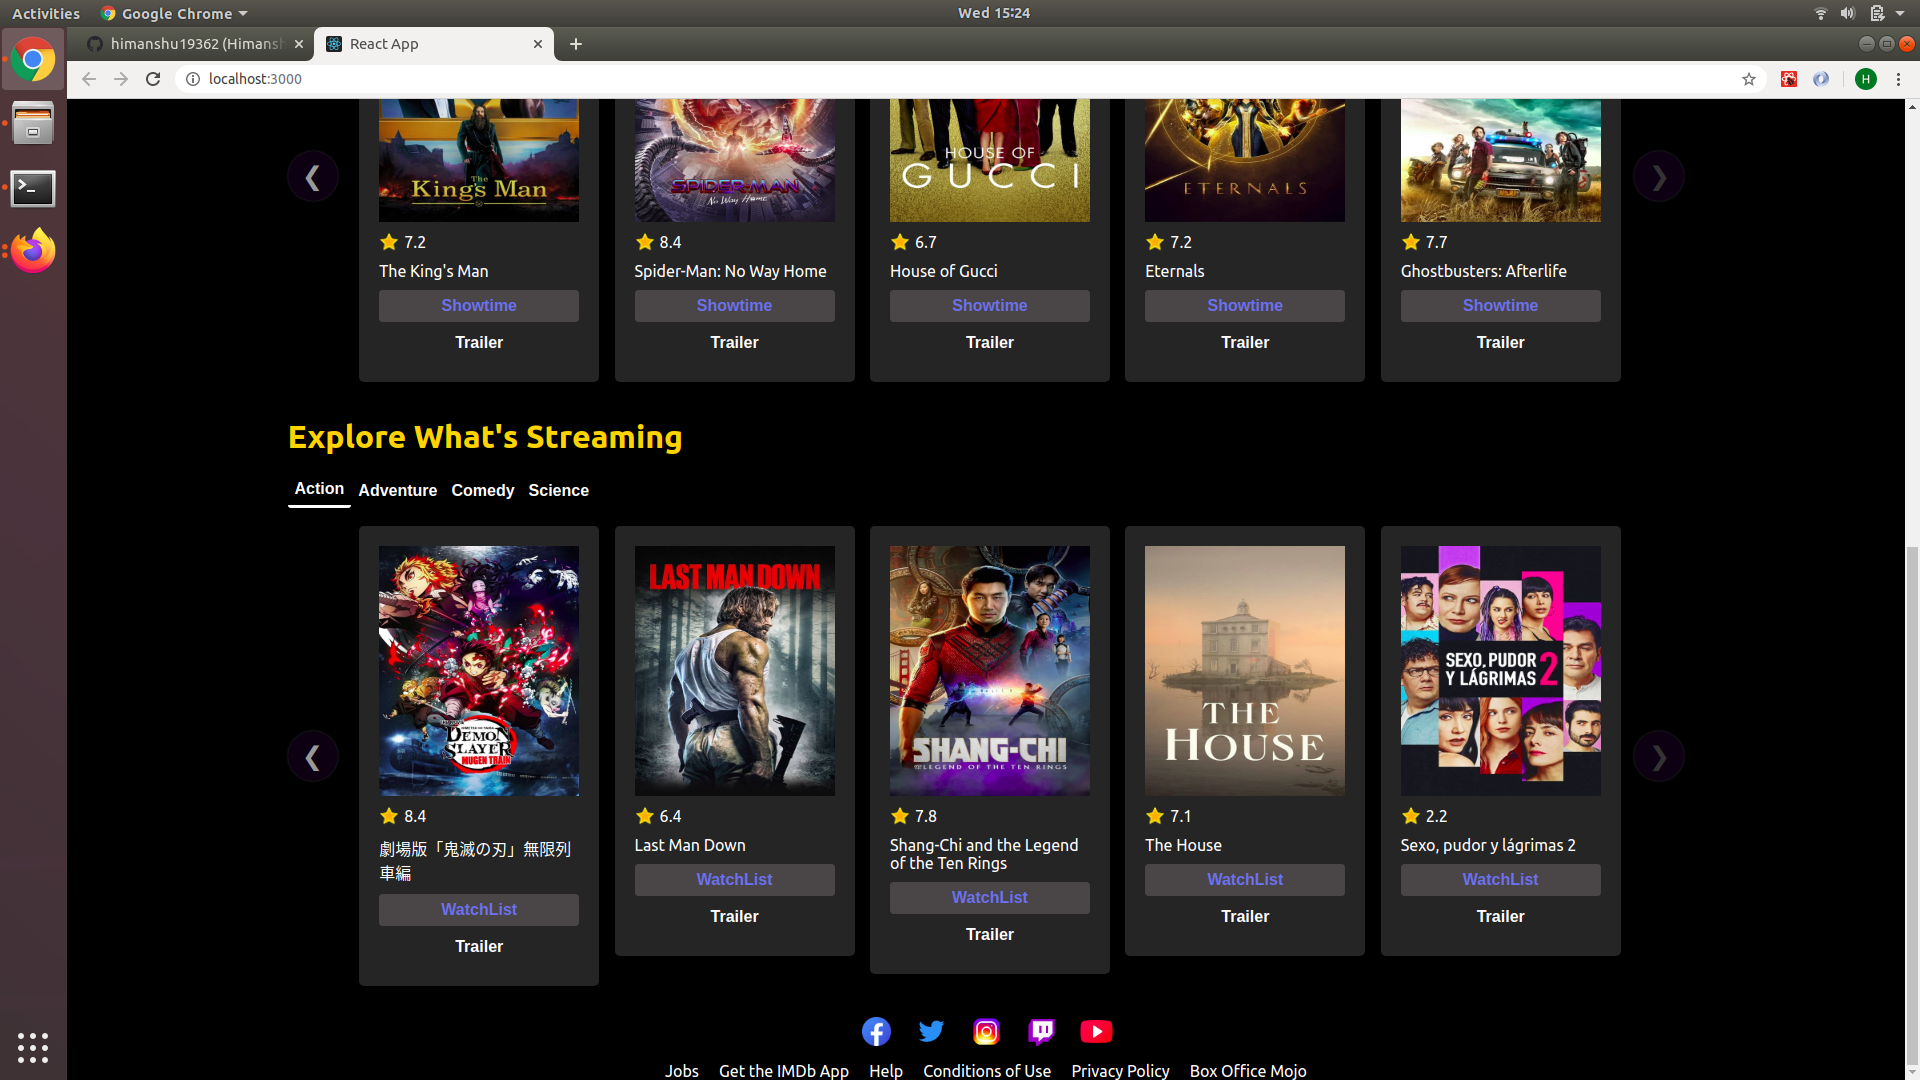 Activities
Google Chrome
Wed 15:24
himanshu19362 (Himansh
React App
localhost:3000
H
The
King's Man
SPIDER-MAN
No Way Home
HOUSE OF
GUCCI
ETERNALS
7.2
8.4
6.7
7.2
7.7
The King's Man
Spider-Man: No Way Home
House of Gucci
Eternals
Ghostbusters: Afterlife
Showtime
Showtime
Showtime
Showtime
Showtime
Trailer
Trailer
Trailer
Trailer
Trailer
Explore What's Streaming
Action
Adventure
Comedy
Science
DEMON
SLAYER
MUGEN TRAIN
LAST MAN DOWN
SHANG-CHI
LEGEND OF THE TEN RINGS
THE
HOUSE
SEXO, PUDOR
Y LÁGRIMAS 2
8.4
6.4
7.8
7.1
2.2
劇場版「鬼滅の刃」無限列
車編
Last Man Down
Shang-Chi and the Legend
of the Ten Rings
The House
Sexo, pudor y lágrimas 2
WatchList
WatchList
WatchList
WatchList
WatchList
Trailer
Trailer
Trailer
Trailer
Trailer
Jobs
Get the IMDb App
Help
Conditions of Use
Privacy Policy
Box Office Mojo